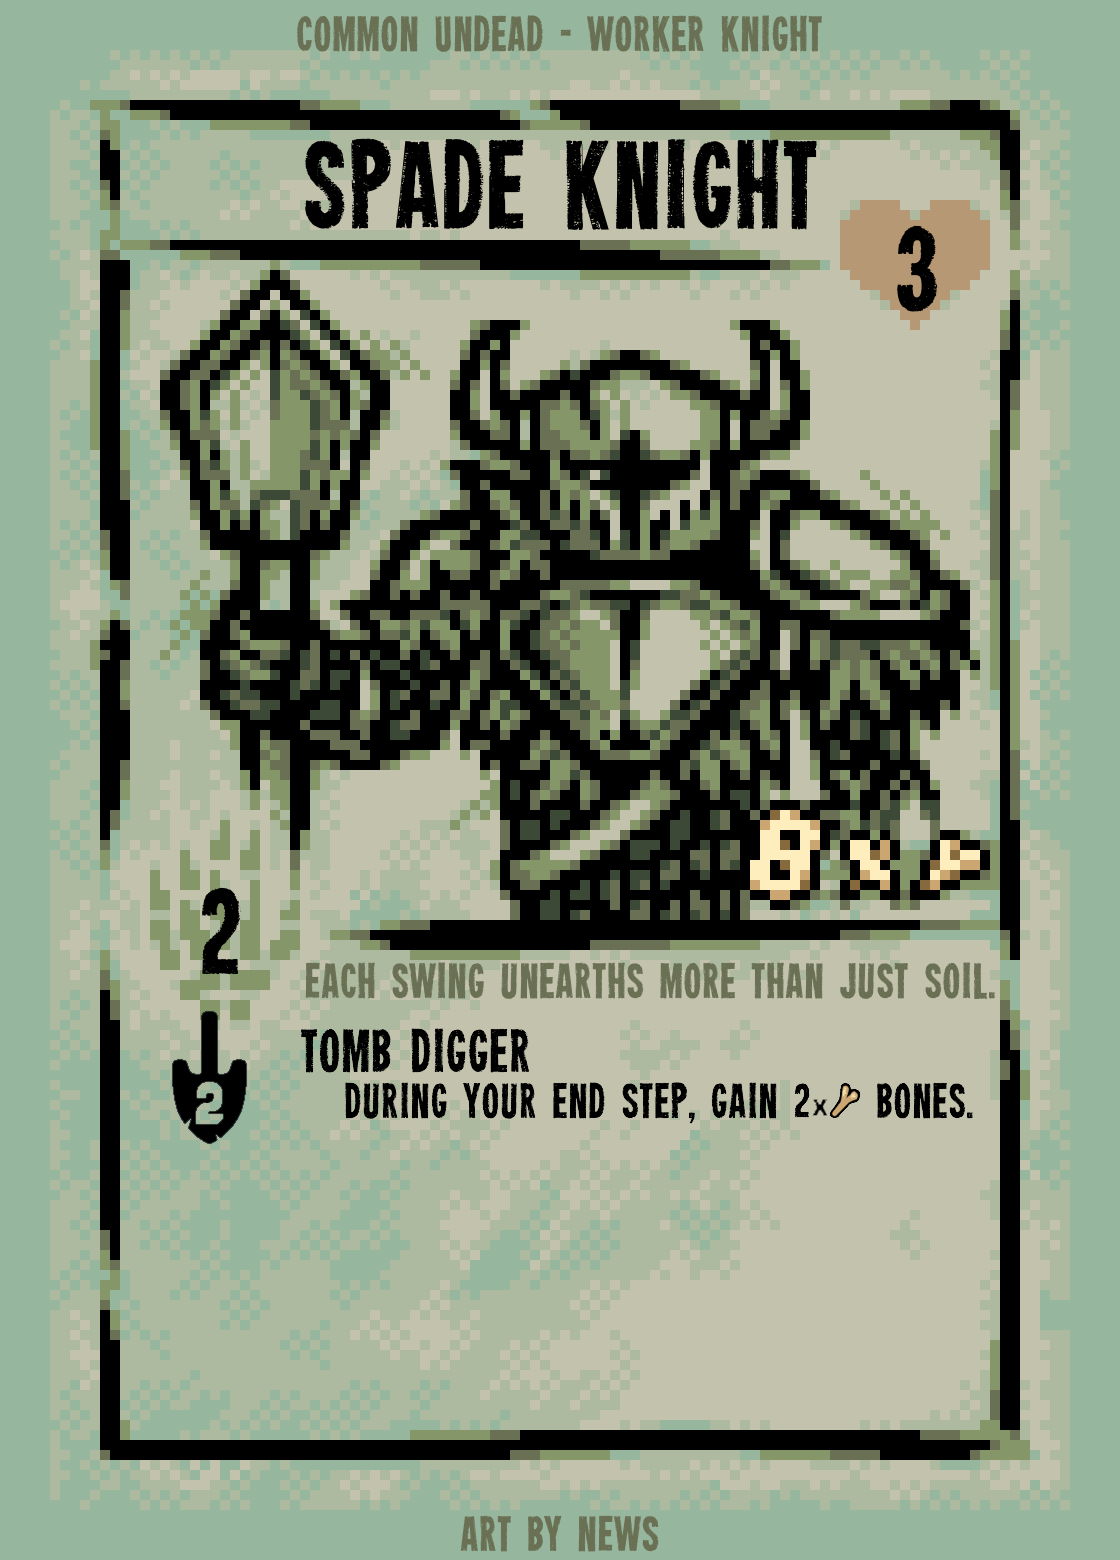 COMMON UNDEAD - WORKER KNIGHT
SPADE KNIGHT
3
8 x
2
EACH SWING UNEARTHS MORE THAN JUST SOIL.
TOMB DIGGER
2
DURING YOUR END STEP, GAIN 2x BONES.
ART BY NEWS